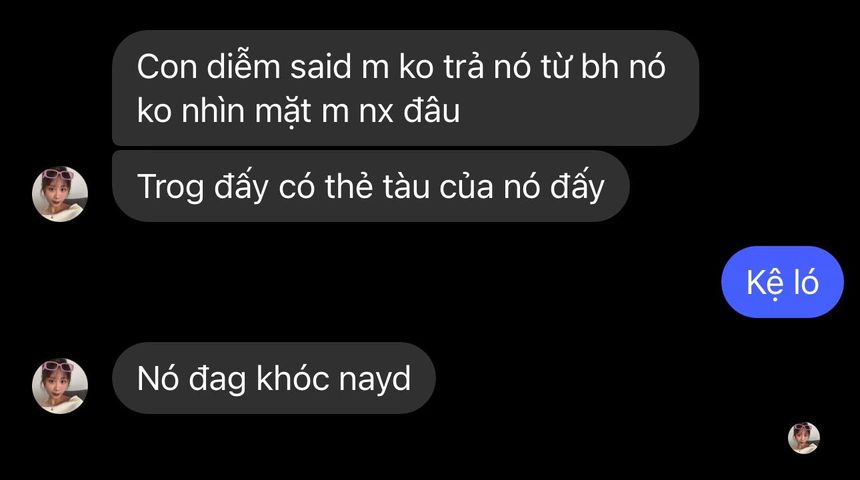 Con diễm said m ko trả nó từ bh nó
ko nhìn mặt m nx đâu
Trog đấy có thẻ tàu của nó đấy
Kệ ló
Nó đag khóc nayd